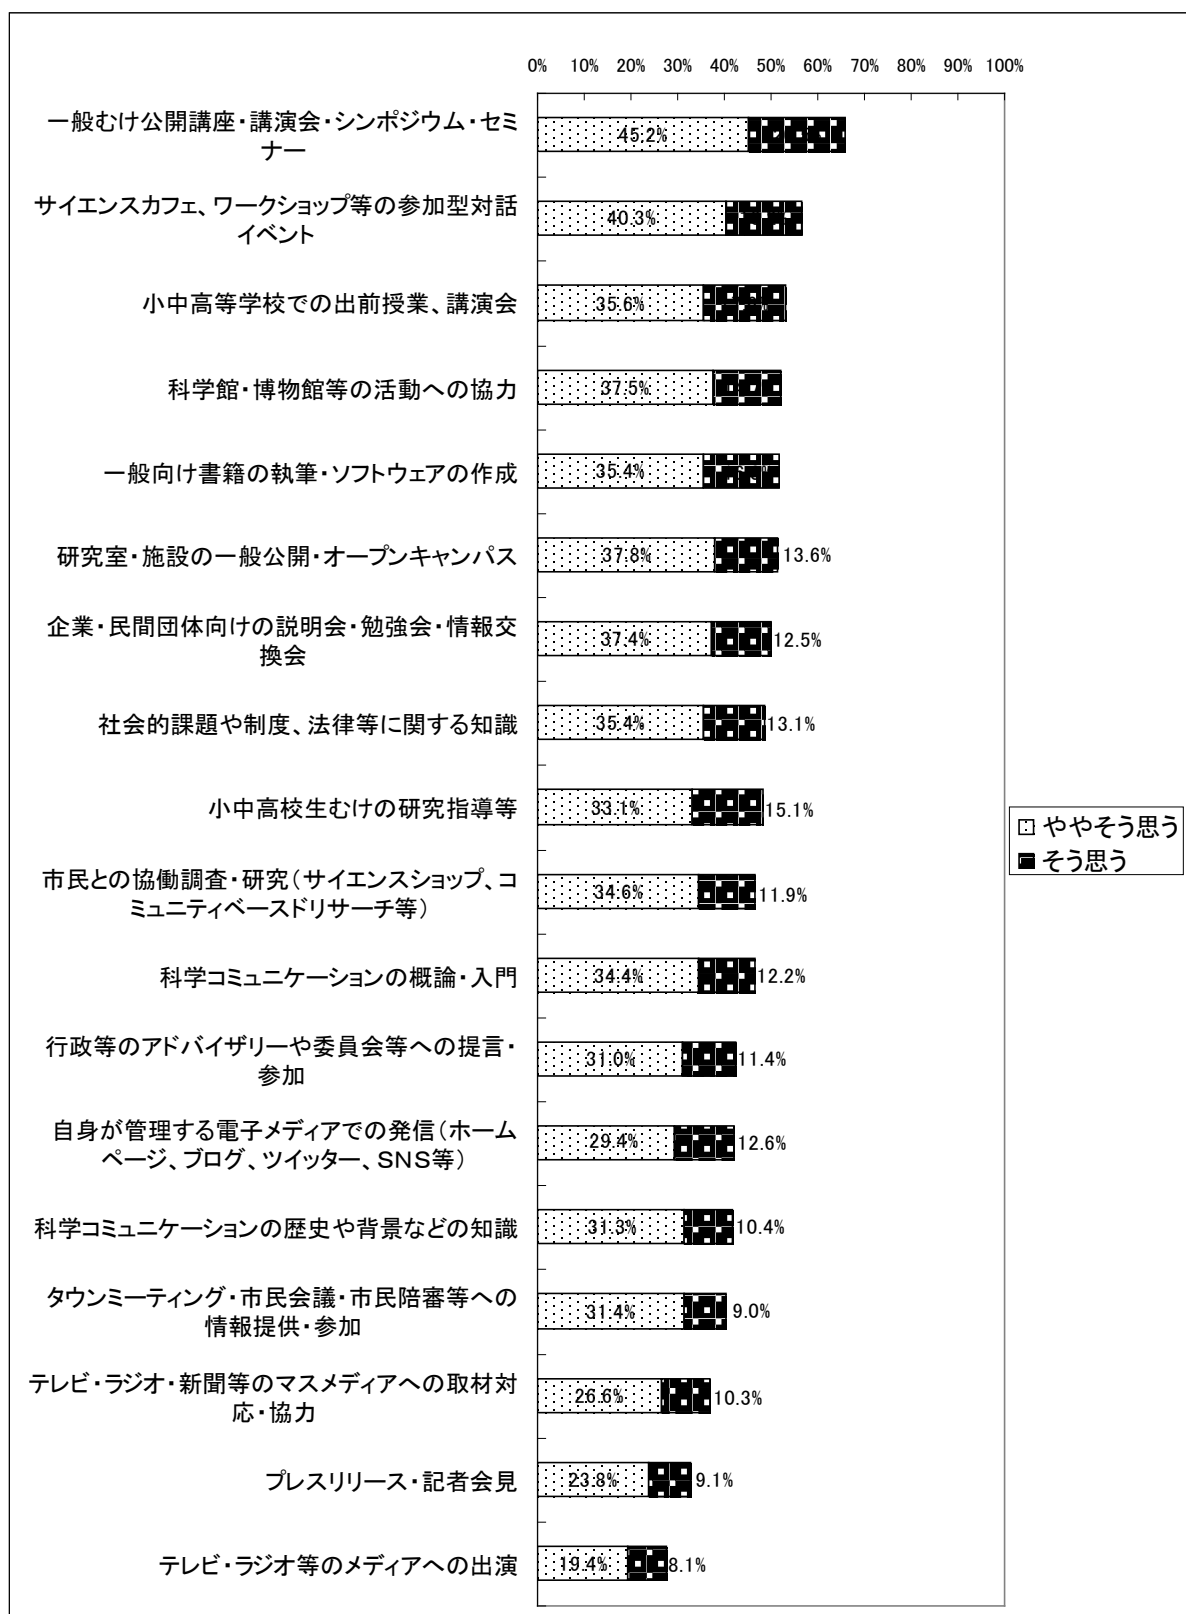 0% 10% 20% 30% 40% 50% 60% 70% 80% 90% 100%
一般むけ公開講座・講演会・シンポジウム・セミ
ナー
45.2%
サイエンスカフェ、ワークショップ等の参加型対話
イベント
40.3%
小中高等学校での出前授業、講演会
35.6%
科学館・博物館等の活動への協力
37.5%
一般向け書籍の執筆・ソフトウェアの作成
35.4%
研究室・施設の一般公開・オープンキャンパス
37.8% 13.6%
企業・民間団体向けの説明会・勉強会・情報交
換会
37.4% 12.5%
社会的課題や制度、法律等に関する知識
35.4% 13.1%
小中高校生むけの研究指導等
33.1% 15.1%
市民との協働調査・研究(サイエンスショップ、コ
ミュニティベースドリサーチ等)
34.6% 11.9%
科学コミュニケーションの概論・入門
34.4% 12.2%
行政等のアドバイザリーや委員会等への提言・
参加
31.0% 11.4%
自身が管理する電子メディアでの発信(ホーム
ページ、ブログ、ツイッター、SNS等)
29.4% 12.6%
科学コミュニケーションの歴史や背景などの知識
31.3% 10.4%
タウンミーティング・市民会議・市民陪審等への
情報提供・参加
31.4% 9.0%
テレビ・ラジオ・新聞等のマスメディアへの取材対
応・協力
26.6% 10.3%
プレスリリース・記者会見
23.8% 9.1%
テレビ・ラジオ等のメディアへの出演
19.4% 8.1%
ややそう思う
そう思う